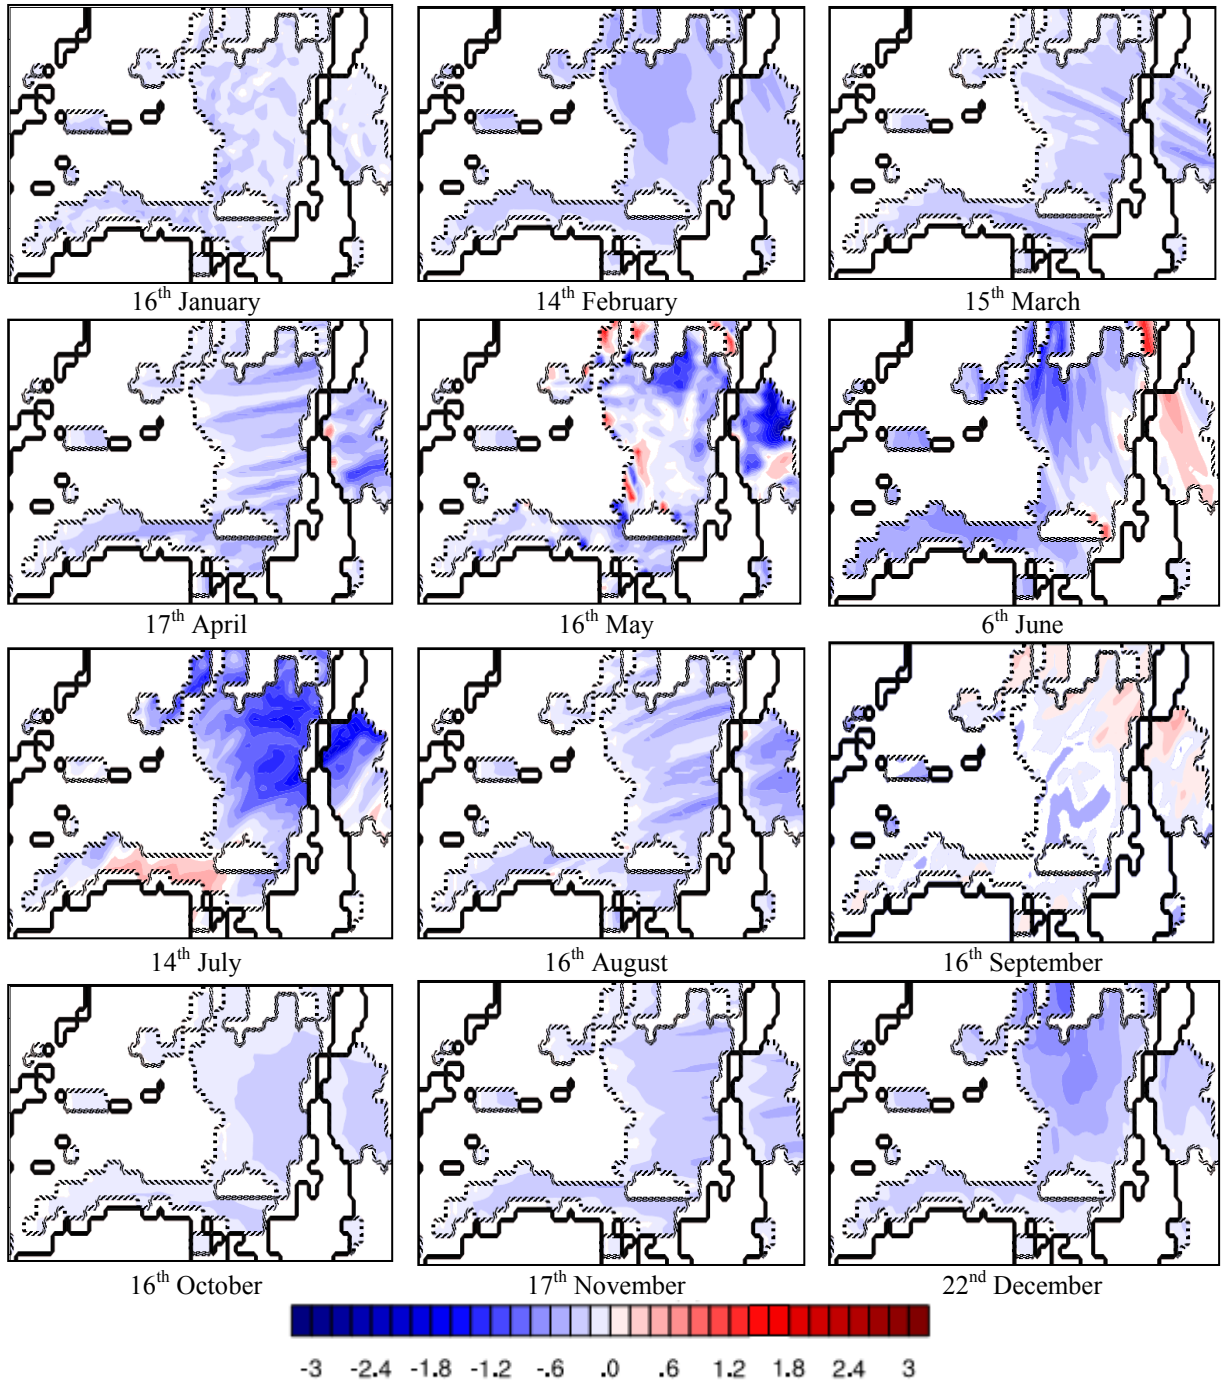 16th January 14th February 15th March
17th April 16th May 6th June
14th July 16th August 16th September
16th October 17th November 22nd December
-3 -2.4 -1.8 -1.2 -.6 .0 .6 1.2 1.8 2.4 3